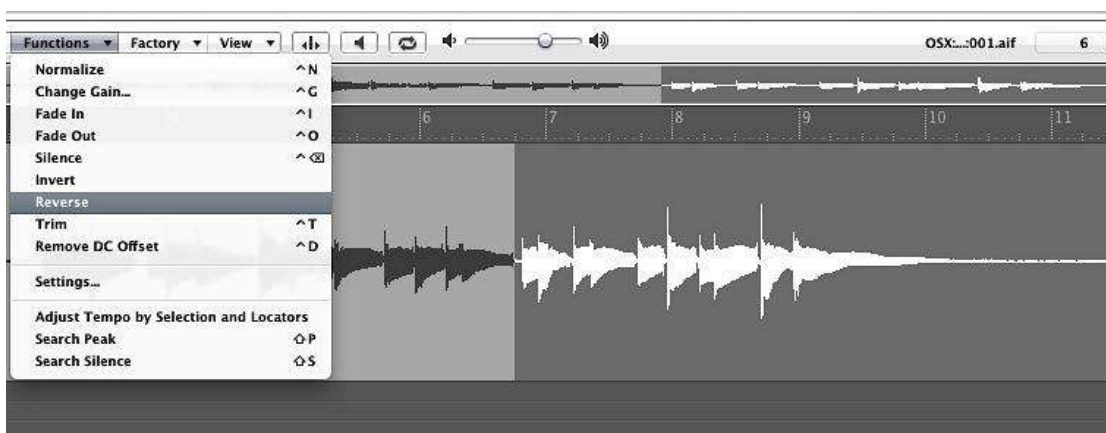 Functions Factory View OSX:...:001.aif 6
Normalize ^N
Change Gain... ^G
Fade In ^I
Fade Out ^O
Silence ^⌫
Invert
Reverse
Trim ^T
Remove DC Offset ^D
Settings...
Adjust Tempo by Selection and Locators
Search Peak ⇧P
Search Silence ⇧S
6 7 8 9 10 11